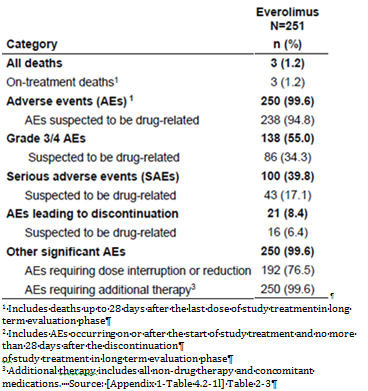 Everolimus
N=251
Category n (%)
All deaths 3 (1.2)
On-treatment deaths1 3 (1.2)
Adverse events (AEs) 1 250 (99.6)
AEs suspected to be drug-related 238 (94.8)
Grade 3/4 AEs 138 (55.0)
Suspected to be drug-related 86 (34.3)
Serious adverse events (SAEs) 100 (39.8)
Suspected to be drug-related 43 (17.1)
AEs leading to discontinuation 21 (8.4)
Suspected to be drug-related 16 (6.4)
Other significant AEs 250 (99.6)
AEs requiring dose interruption or reduction 192 (76.5)
AEs requiring additional therapy3 250 (99.6) ¶
1·Includes·deaths·up·to·28·days·after·the·last·dose·of·study·treatment·in·long·
term·evaluation·phase¶
2·Includes·AEs·occurring·on·or·after·the·start·of·study·treatment·and·no·more·
than·28·days·after·the·discontinuation¶
of·study·treatment·in·long·term·evaluation·phase¶
3·Additional·therapy·includes·all·non·drug·therapy·and·concomitant·
medications.·–·Source:·[Appendix·1-Table·4.2-1l]·Table·2-3¶